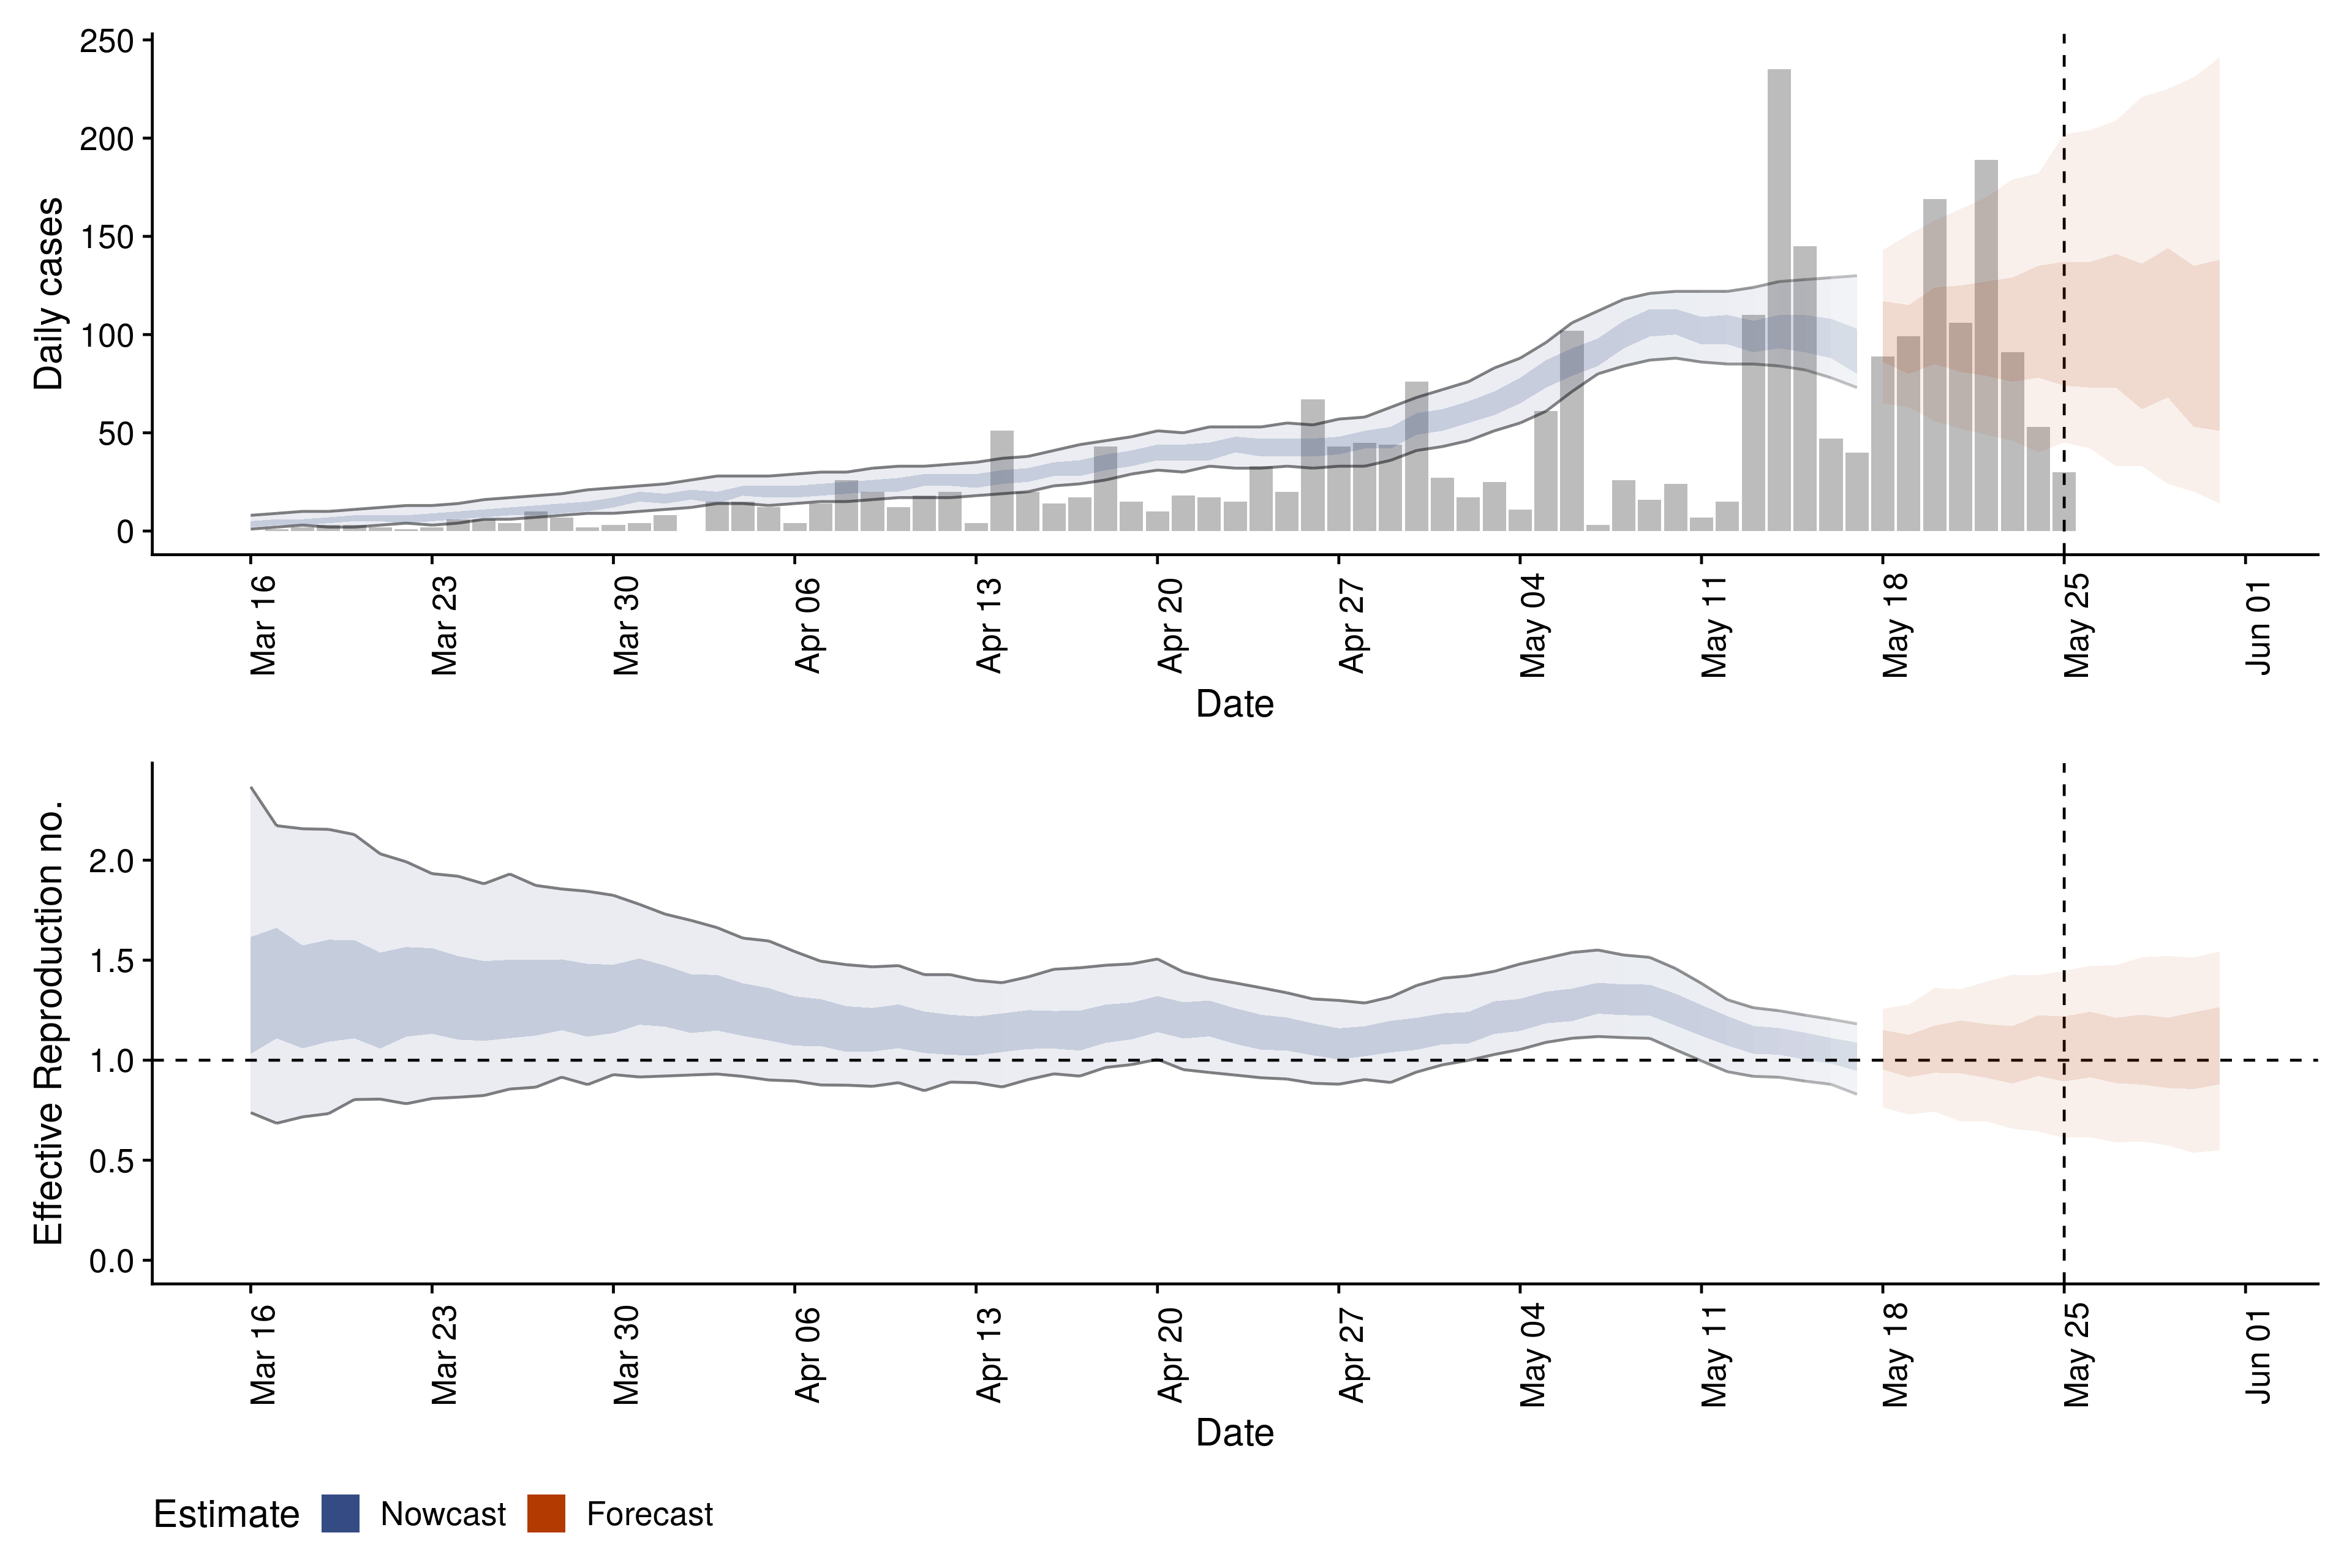 Daily cases
250
200
150
100
50
0
Mar 16
Mar 23
Mar 30
Apr 06
Apr 13
Apr 20
Apr 27
May 04
May 11
May 18
May 25
Jun 01
Date
Effective Reproduction no.
2.0
1.5
1.0
0.5
0.0
Mar 16
Mar 23
Mar 30
Apr 06
Apr 13
Apr 20
Apr 27
May 04
May 11
May 18
May 25
Jun 01
Date
Estimate Nowcast Forecast